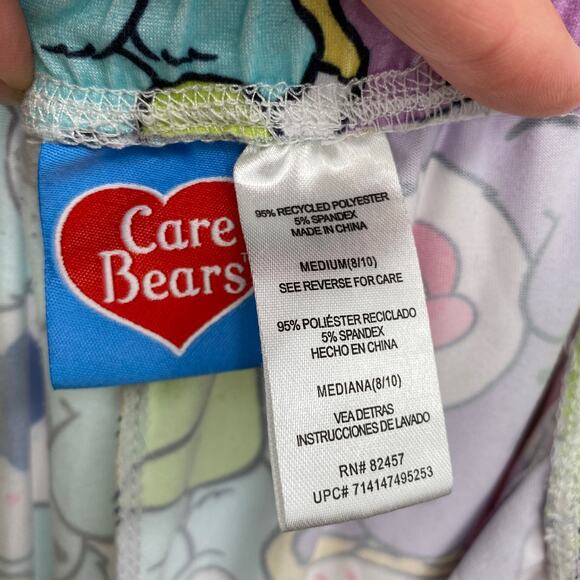 Care
Bears™
95% RECYCLED POLYESTER
5% SPANDEX
MADE IN CHINA
MEDIUM(8/10)
SEE REVERSE FOR CARE
95% POLIÉSTER RECICLADO
5% SPANDEX
HECHO EN CHINA
MEDIANA(8/10)
VEA DETRAS
INSTRUCCIONES DE LAVADO
RN# 82457
UPC# 714147495253